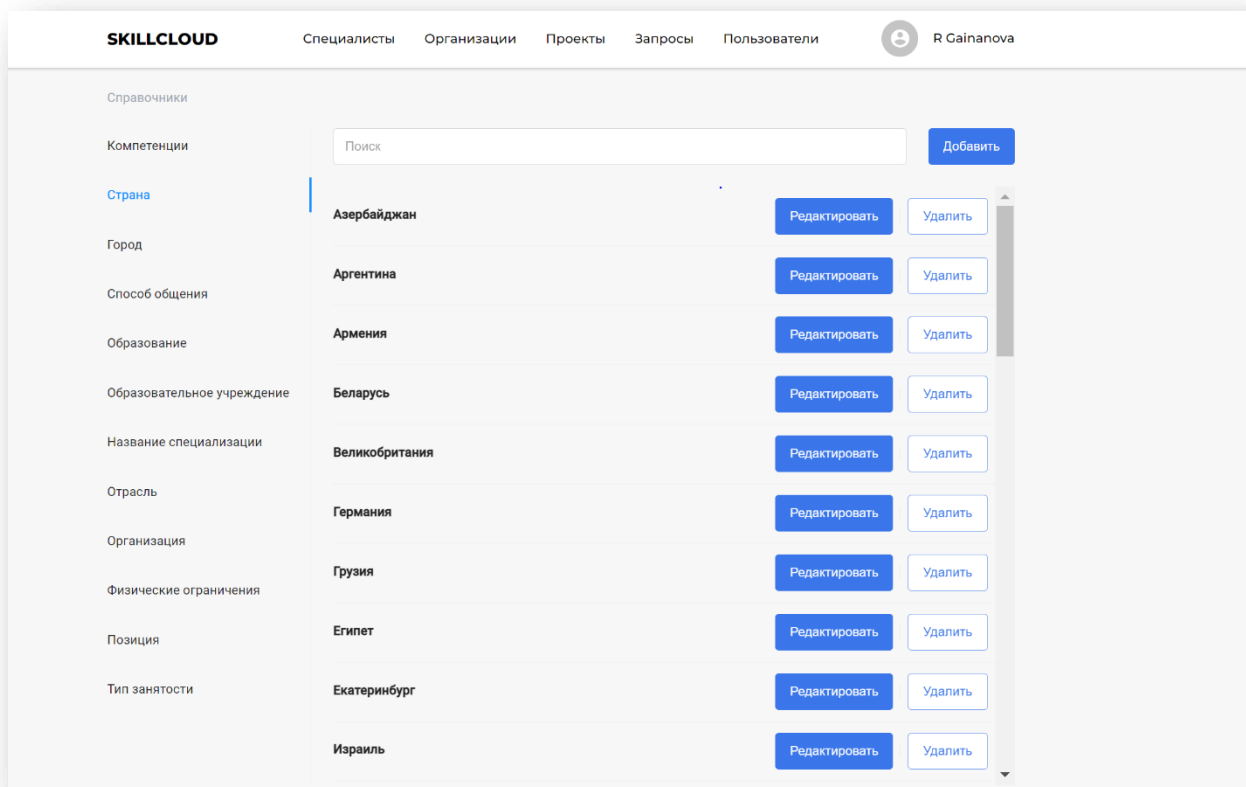 SKILLCLOUD Специалисты Организации Проекты Запросы Пользователи R Gainanova
Справочники
Компетенции
Страна
Город
Способ общения
Образование
Образовательное учреждение
Название специализации
Отрасль
Организация
Физические ограничения
Позиция
Тип занятости
Поиск Добавить
Азербайджан Редактировать Удалить
Аргентина Редактировать Удалить
Армения Редактировать Удалить
Беларусь Редактировать Удалить
Великобритания Редактировать Удалить
Германия Редактировать Удалить
Грузия Редактировать Удалить
Египет Редактировать Удалить
Екатеринбург Редактировать Удалить
Израиль Редактировать Удалить